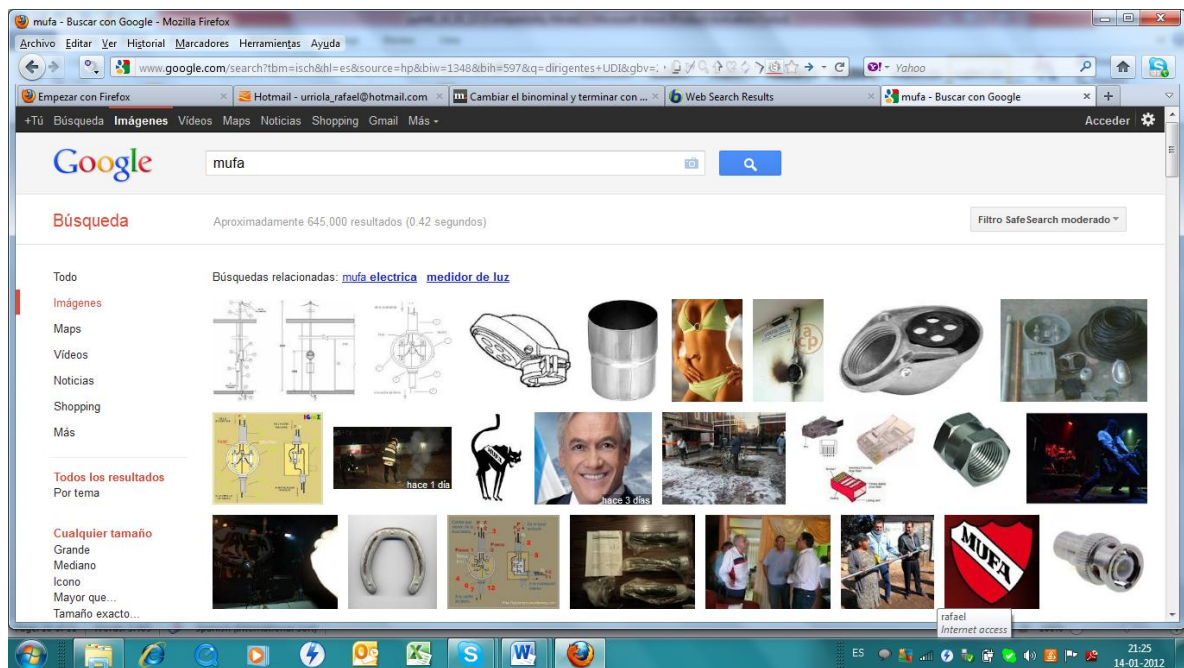 mufa - Buscar con Google - Mozilla Firefox
Archivo Editar Ver Historial Marcadores Herramientas Ayuda
www.google.com/search?tbm=isch&hl=es&source=hp&biw=1348&bih=597&q=dirigentes+UDI&gbv=2
Yahoo
Empezar con Firefox
Hotmail - urriola_rafael@hotmail.com
Cambiar el binominal y terminar con ...
Web Search Results
mufa - Buscar con Google
+Tú Búsqueda Imágenes Vídeos Maps Noticias Shopping Gmail Más
Acceder
Google
mufa
Búsqueda
Aproximadamente 645.000 resultados (0.42 segundos)
Filtro SafeSearch moderado
Todo
Búsquedas relacionadas: mufa electrica medidor de luz
Imágenes
Maps
Vídeos
Noticias
Shopping
Más
Todos los resultados
Por tema
hace 1 día
MUFA
hace 3 días
Cualquier tamaño
Grande
Mediano
Icono
Mayor que...
Tamaño exacto...
MUFA
rafael
Internet access
ES
21:25
14-01-2012